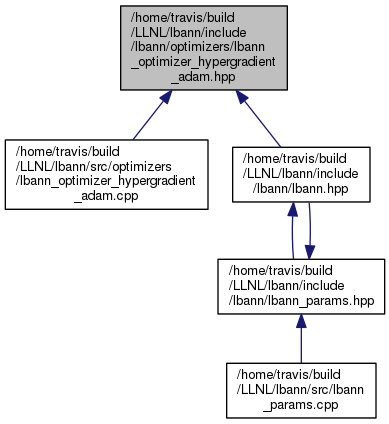 /home/travis/build
/LLNL/lbann/include
/lbann/optimizers/lbann
_optimizer_hypergradient
_adam.hpp
/home/travis/build
/LLNL/lbann/src/optimizers
/lbann_optimizer_hypergradient
_adam.cpp
/home/travis/build
/LLNL/lbann/include
/lbann/lbann.hpp
/home/travis/build
/LLNL/lbann/include
/lbann/lbann_params.hpp
/home/travis/build
/LLNL/lbann/src/lbann
_params.cpp